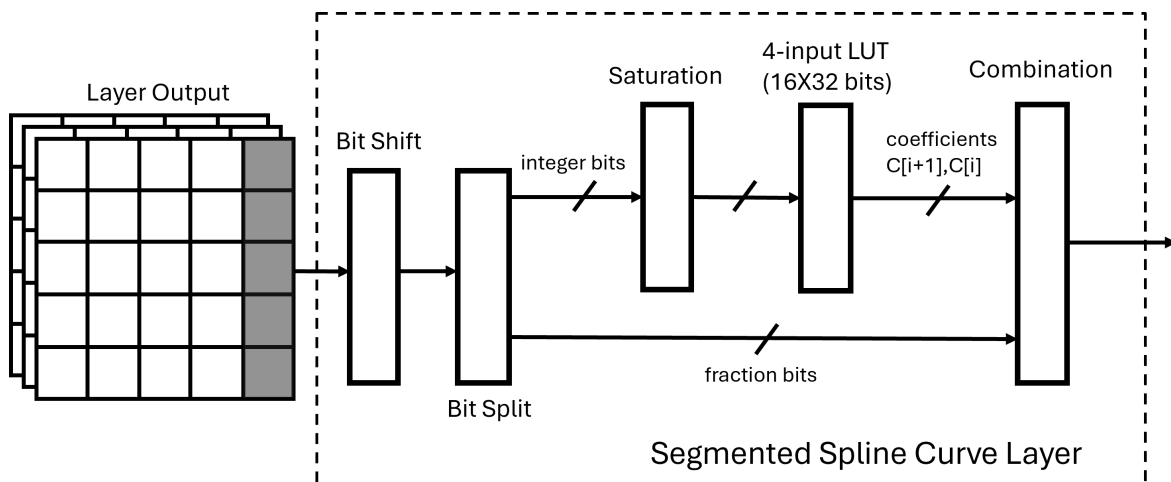 Layer Output
Bit Shift
Bit Split
integer bits
Saturation
4-input LUT
(16X32 bits)
coefficients
C[i+1],C[i]
Combination
fraction bits
Segmented Spline Curve Layer